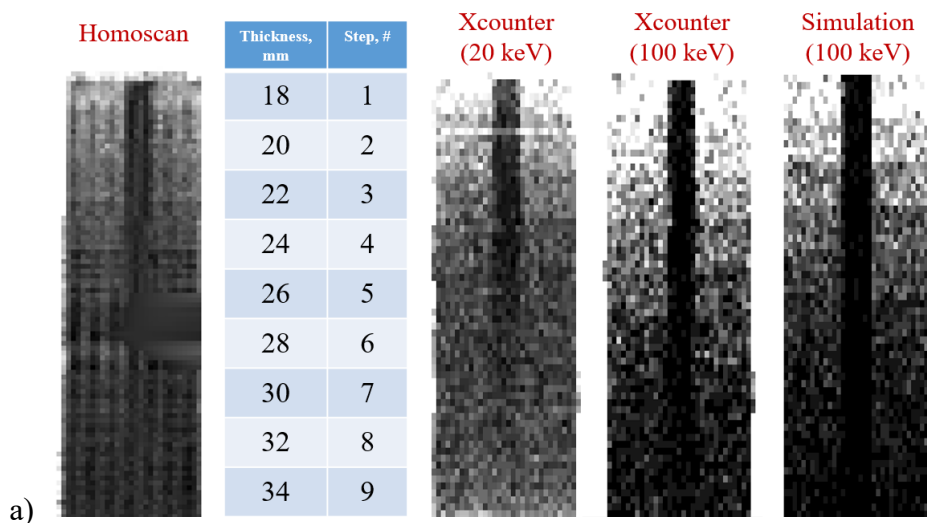 Homoscan
Thickness, mm
Step, #
18 1
20 2
22 3
24 4
26 5
28 6
30 7
32 8
34 9
Xcounter
(20 keV)
Xcounter
(100 keV)
Simulation
(100 keV)
a)